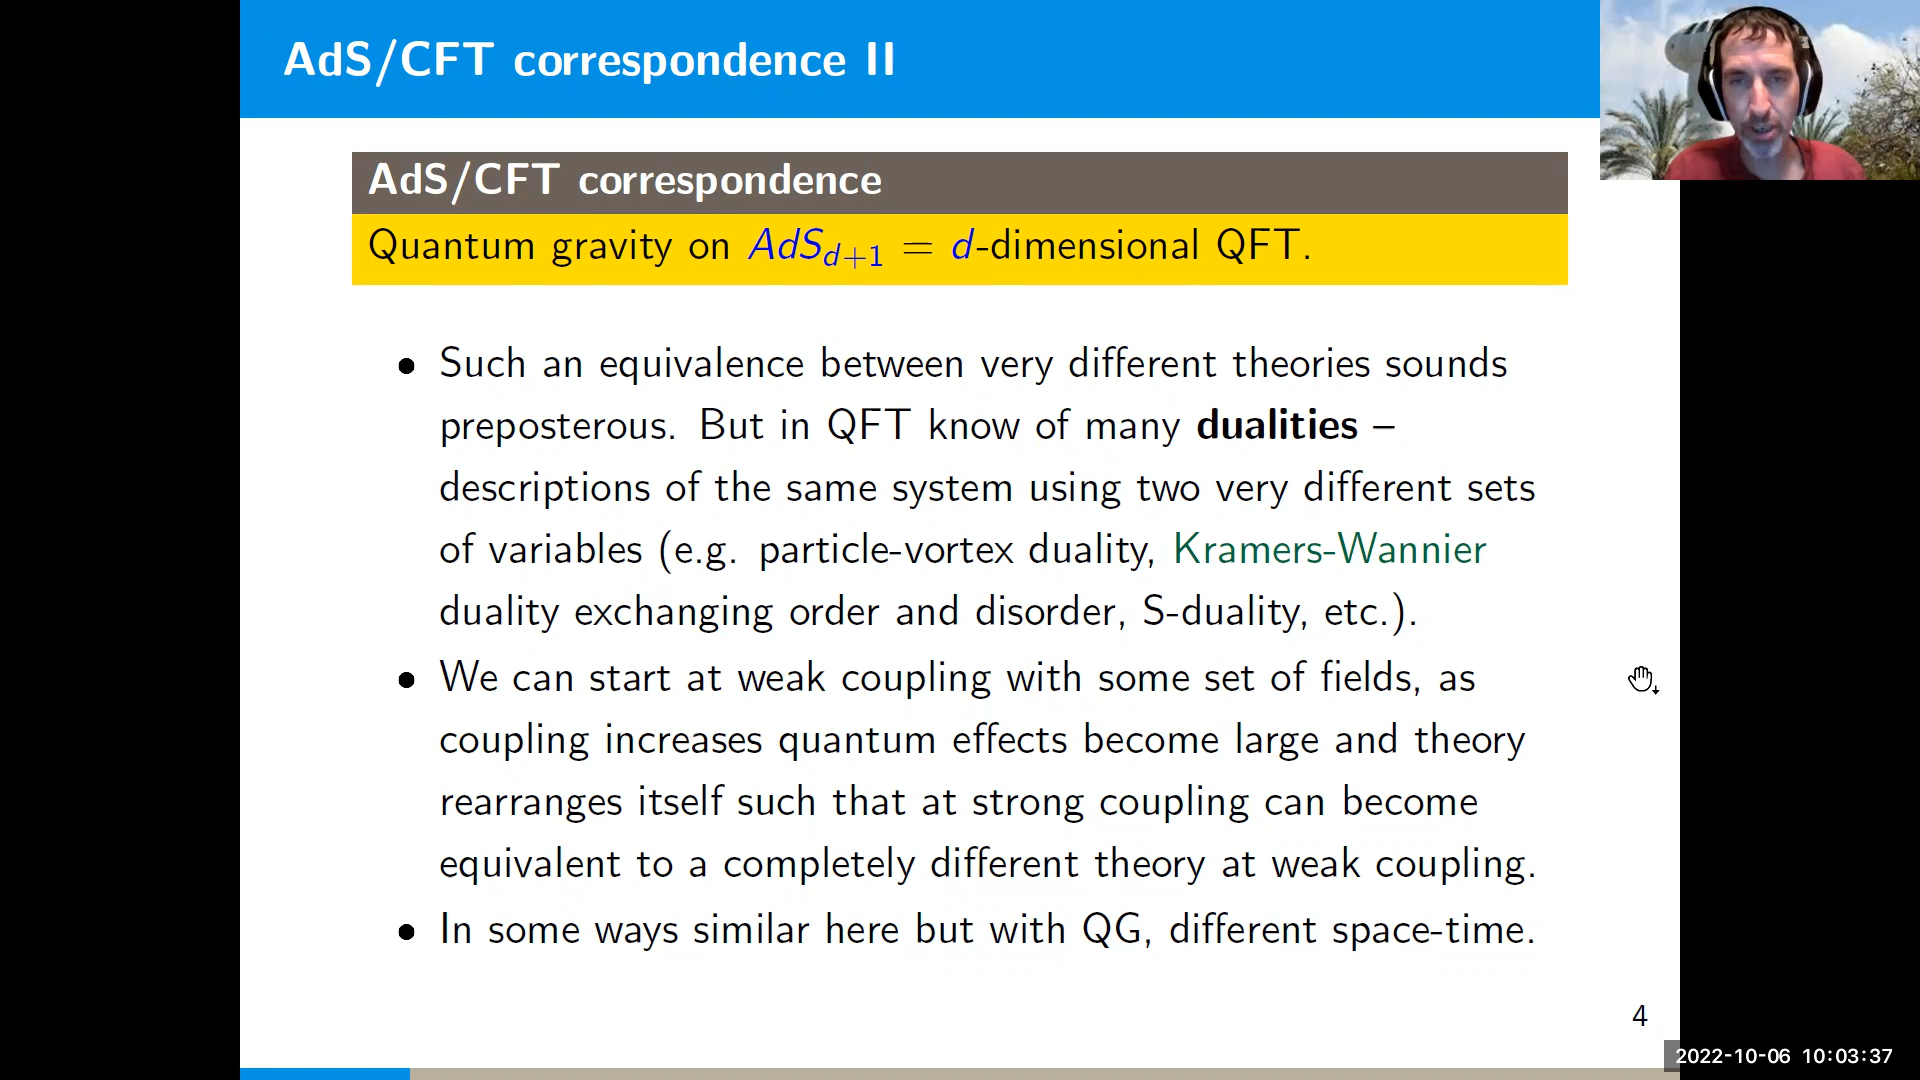 AdS/CFT correspondence II
AdS/CFT correspondence
Quantum gravity on AdS_{d+1} = d-dimensional QFT.
• Such an equivalence between very different theories sounds
preposterous. But in QFT know of many dualities –
descriptions of the same system using two very different sets
of variables (e.g. particle-vortex duality, Kramers-Wannier
duality exchanging order and disorder, S-duality, etc.).
• We can start at weak coupling with some set of fields, as
coupling increases quantum effects become large and theory
rearranges itself such that at strong coupling can become
equivalent to a completely different theory at weak coupling.
• In some ways similar here but with QG, different space-time.
4
2022-10-06 10:03:37